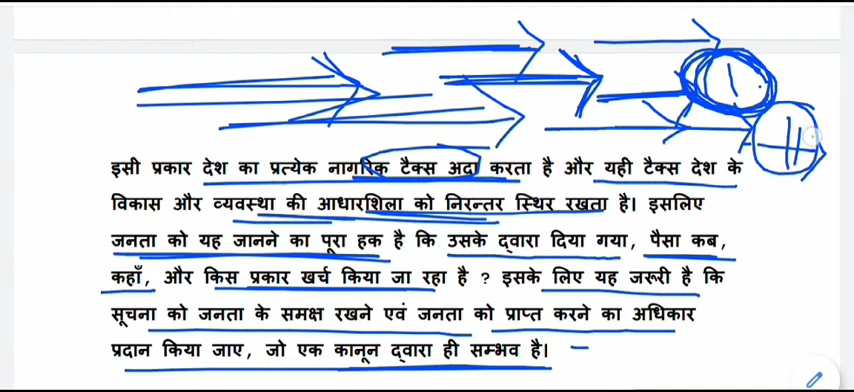 इसी प्रकार देश का प्रत्येक नागरिक टैक्स अदा करता है और यही टैक्स देश के
विकास और व्यवस्था की आधारशिला को निरन्तर स्थिर रखता है। इसलिए
जनता को यह जानने का पूरा हक है कि उसके द्वारा दिया गया, पैसा कब,
कहाँ, और किस प्रकार खर्च किया जा रहा है ? इसके लिए यह जरूरी है कि
सूचना को जनता के समक्ष रखने एवं जनता को प्राप्त करने का अधिकार
प्रदान किया जाए, जो एक कानून द्वारा ही सम्भव है।